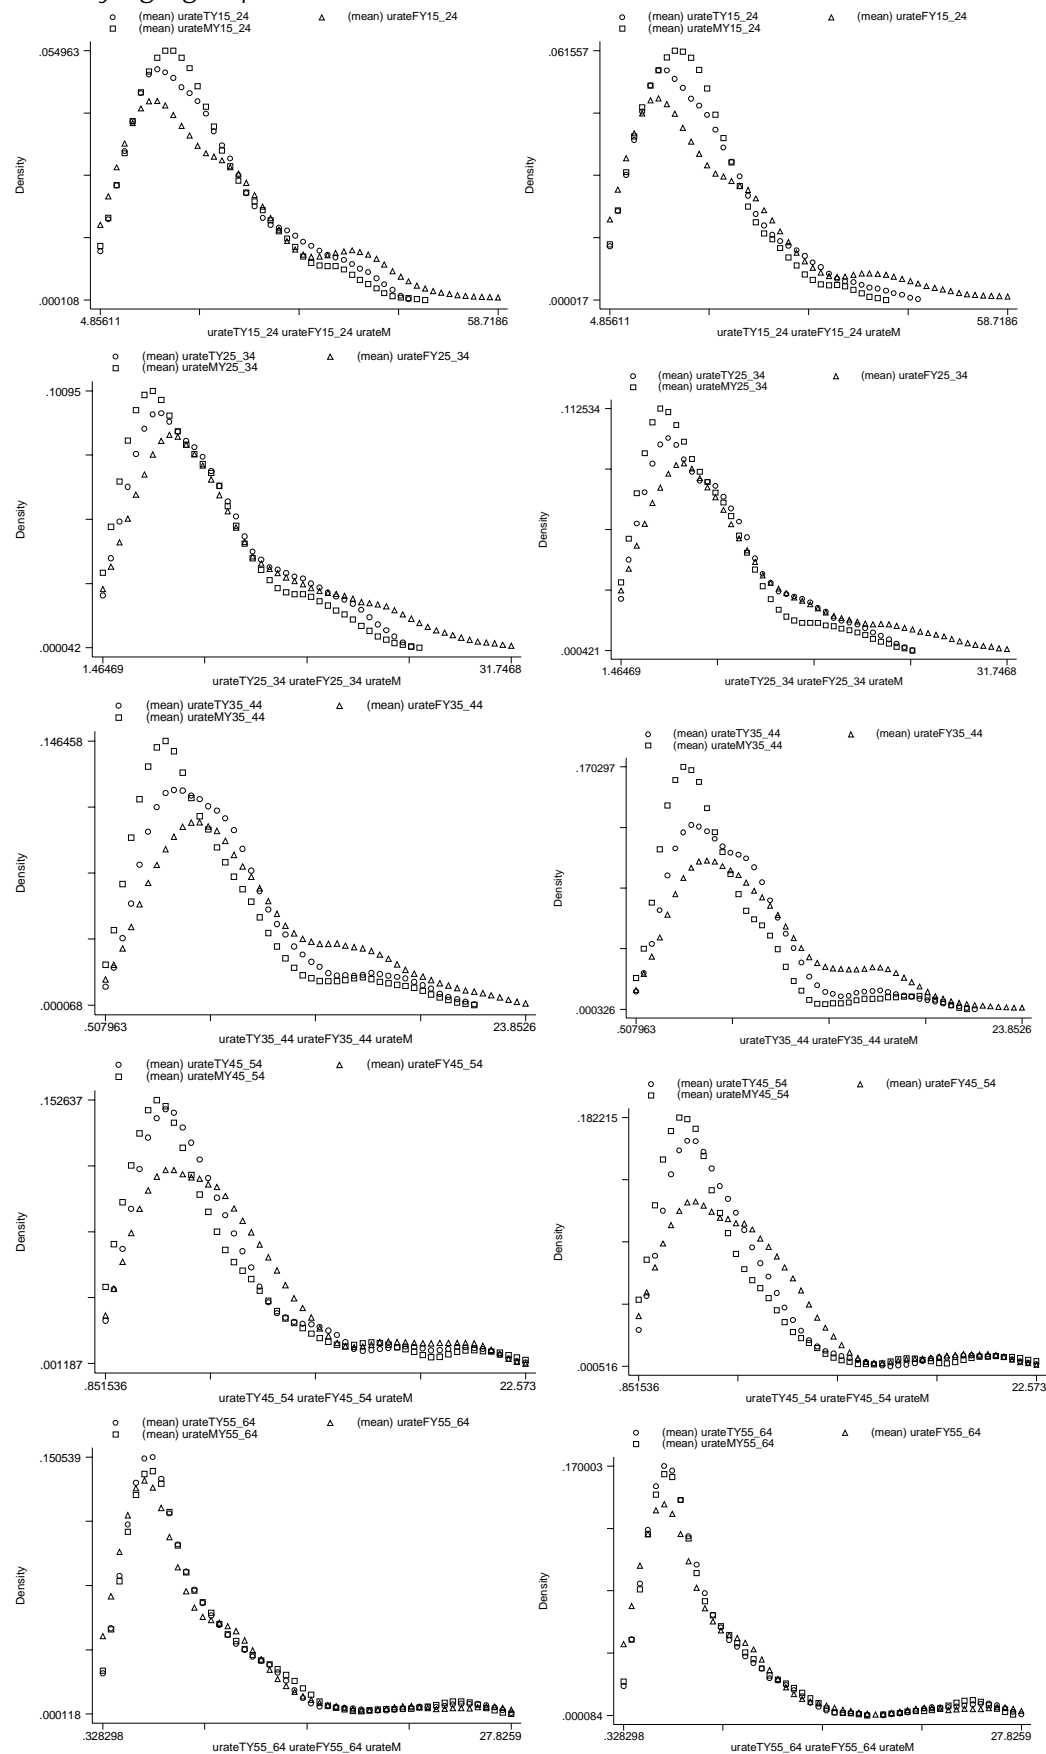 (mean) urateTY15_24 (mean) urateFY15_24
(mean) urateMY15_24
.054963
Density
.000108
4.85611 58.7186
urateTY15_24 urateFY15_24 urateM
(mean) urateTY15_24 (mean) urateFY15_24
(mean) urateMY15_24
.061557
Density
.000017
4.85611 58.7186
urateTY15_24 urateFY15_24 urateM
(mean) urateTY25_34 (mean) urateFY25_34
(mean) urateMY25_34
.10095
Density
.000042
1.46469 31.7468
urateTY25_34 urateFY25_34 urateM
(mean) urateTY25_34 (mean) urateFY25_34
(mean) urateMY25_34
.112534
Density
.000421
1.46469 31.7468
urateTY25_34 urateFY25_34 urateM
(mean) urateTY35_44 (mean) urateFY35_44
(mean) urateMY35_44
.146458
Density
.000068
.507963 23.8526
urateTY35_44 urateFY35_44 urateM
(mean) urateTY35_44 (mean) urateFY35_44
(mean) urateMY35_44
.170297
Density
.000326
.507963 23.8526
urateTY35_44 urateFY35_44 urateM
(mean) urateTY45_54 (mean) urateFY45_54
(mean) urateMY45_54
.152637
Density
.001187
.851536 22.573
urateTY45_54 urateFY45_54 urateM
(mean) urateTY45_54 (mean) urateFY45_54
(mean) urateMY45_54
.182215
Density
.000516
.851536 22.573
urateTY45_54 urateFY45_54 urateM
(mean) urateTY55_64 (mean) urateFY55_64
(mean) urateMY55_64
.150539
Density
.000118
.328298 27.8259
urateTY55_64 urateFY55_64 urateM
(mean) urateTY55_64 (mean) urateFY55_64
(mean) urateMY55_64
.170003
Density
.000084
.328298 27.8259
urateTY55_64 urateFY55_64 urateM